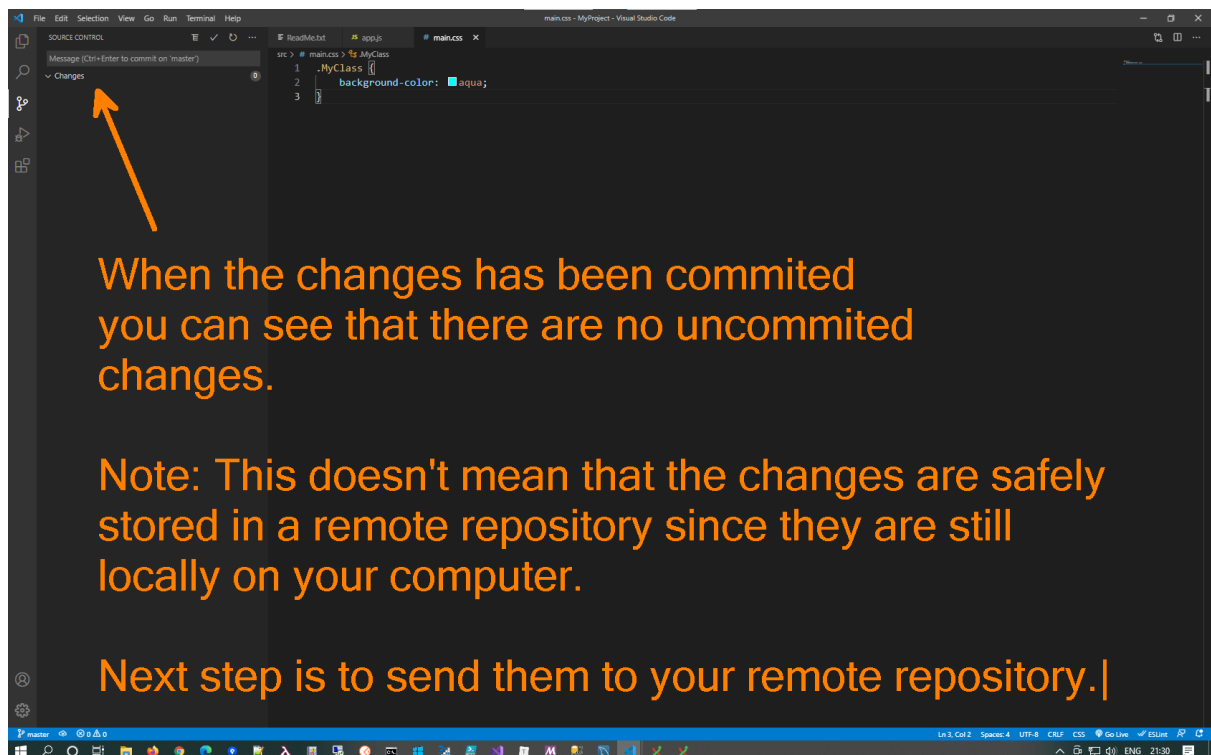 File Edit Selection View Go Run Terminal Help
main.css - MyProject - Visual Studio Code
SOURCE CONTROL
ReadMe.txt
JS app.js
# main.css
Message (Ctrl+Enter to commit on 'master')
src > # main.css > .MyClass
Changes
0
1 .MyClass {
2 background-color: aqua;
3 }
When the changes has been commited
you can see that there are no uncommited
changes.
Note: This doesn't mean that the changes are safely
stored in a remote repository since they are still
locally on your computer.
Next step is to send them to your remote repository.|
master 0 0
Ln 3, Col 2 Spaces: 4 UTF-8 CRLF CSS Go Live ESLint
ENG 21:30